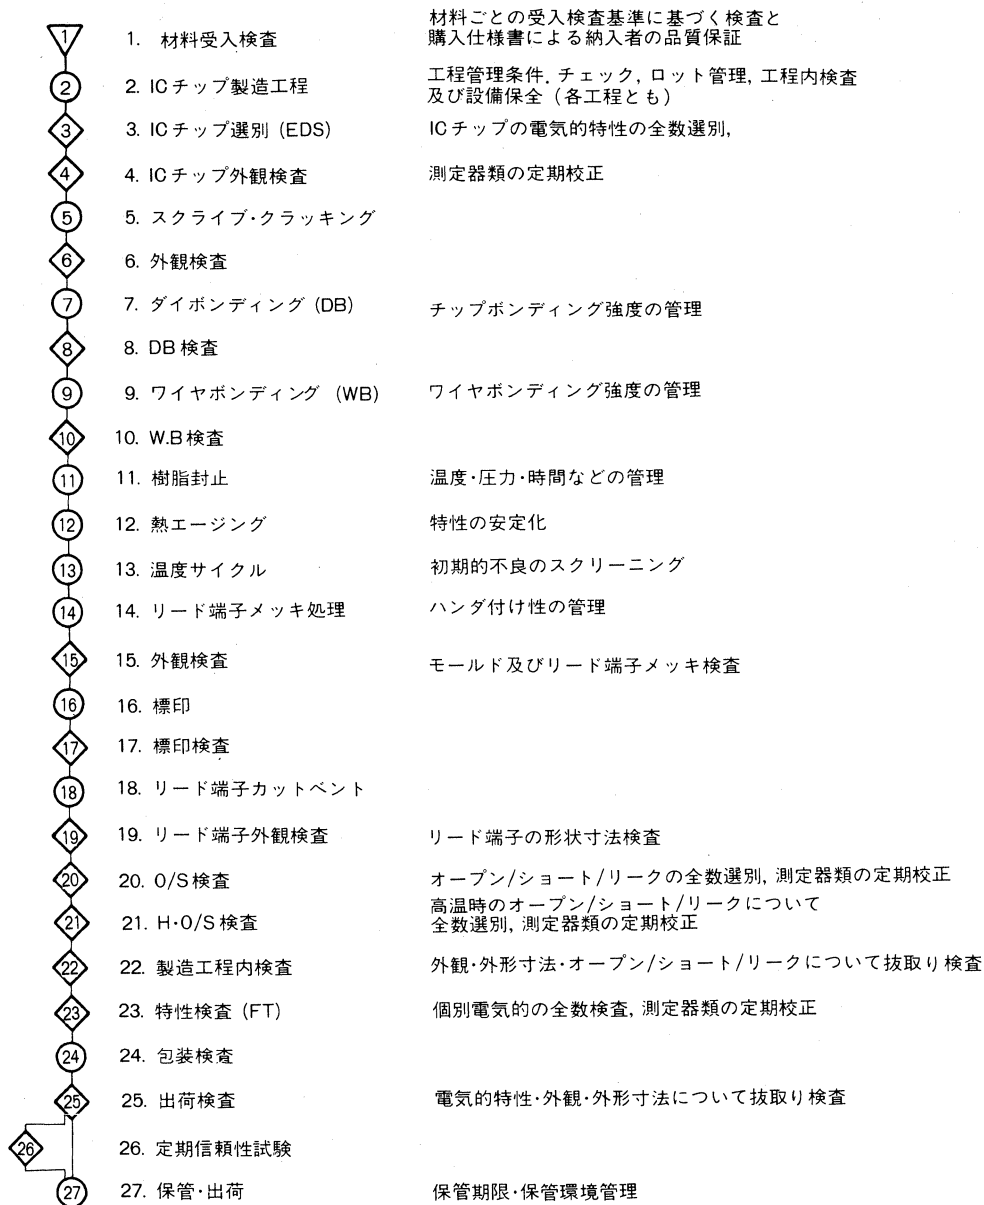 1 1. 材料受入検査 材料ごとの受入検査基準に基づく検査と
購入仕様書による納入者の品質保証
2 2. ICチップ製造工程 工程管理条件, チェック, ロット管理, 工程内検査
及び設備保全 (各工程とも)
3 3. ICチップ選別 (EDS) ICチップの電気的特性の全数選別,
4 4. ICチップ外観検査 測定器類の定期校正
5 5. スクライブ・クラッキング
6 6. 外観検査
7 7. ダイボンディング (DB) チップボンディング強度の管理
8 8. DB検査
9 9. ワイヤボンディング (WB) ワイヤボンディング強度の管理
10 10. W.B検査
11 11. 樹脂封止 温度・圧力・時間などの管理
12 12. 熱エージング 特性の安定化
13 13. 温度サイクル 初期的不良のスクリーニング
14 14. リード端子メッキ処理 ハンダ付け性の管理
15 15. 外観検査 モールド及びリード端子メッキ検査
16 16. 標印
17 17. 標印検査
18 18. リード端子カットベント
19 19. リード端子外観検査 リード端子の形状寸法検査
20 20. O/S検査 オープン/ショート/リークの全数選別, 測定器類の定期校正
21 21. H・O/S検査 高温時のオープン/ショート/リークについて
全数選別, 測定器類の定期校正
22 22. 製造工程内検査 外観・外形寸法・オープン/ショート/リークについて抜取り検査
23 23. 特性検査 (FT) 個別電気的の全数検査, 測定器類の定期校正
24 24. 包装検査
25 25. 出荷検査 電気的特性・外観・外形寸法について抜取り検査
26 26. 定期信頼性試験
27 27. 保管・出荷 保管期限・保管環境管理